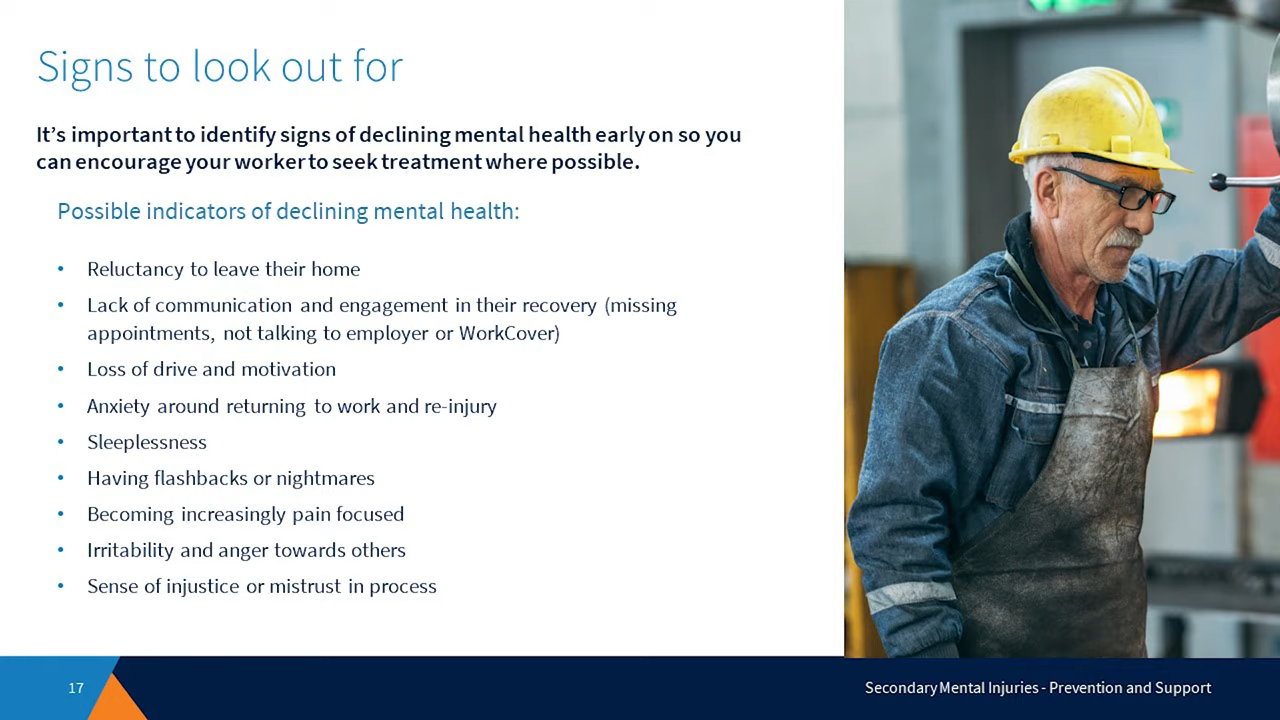 Signs to look out for
It's important to identify signs of declining mental health early on so you
can encourage your worker to seek treatment where possible.
Possible indicators of declining mental health:
• Reluctancy to leave their home
• Lack of communication and engagement in their recovery (missing
appointments, not talking to employer or WorkCover)
• Loss of drive and motivation
• Anxiety around returning to work and re-injury
• Sleeplessness
• Having flashbacks or nightmares
• Becoming increasingly pain focused
• Irritability and anger towards others
• Sense of injustice or mistrust in process
17
Secondary Mental Injuries - Prevention and Support